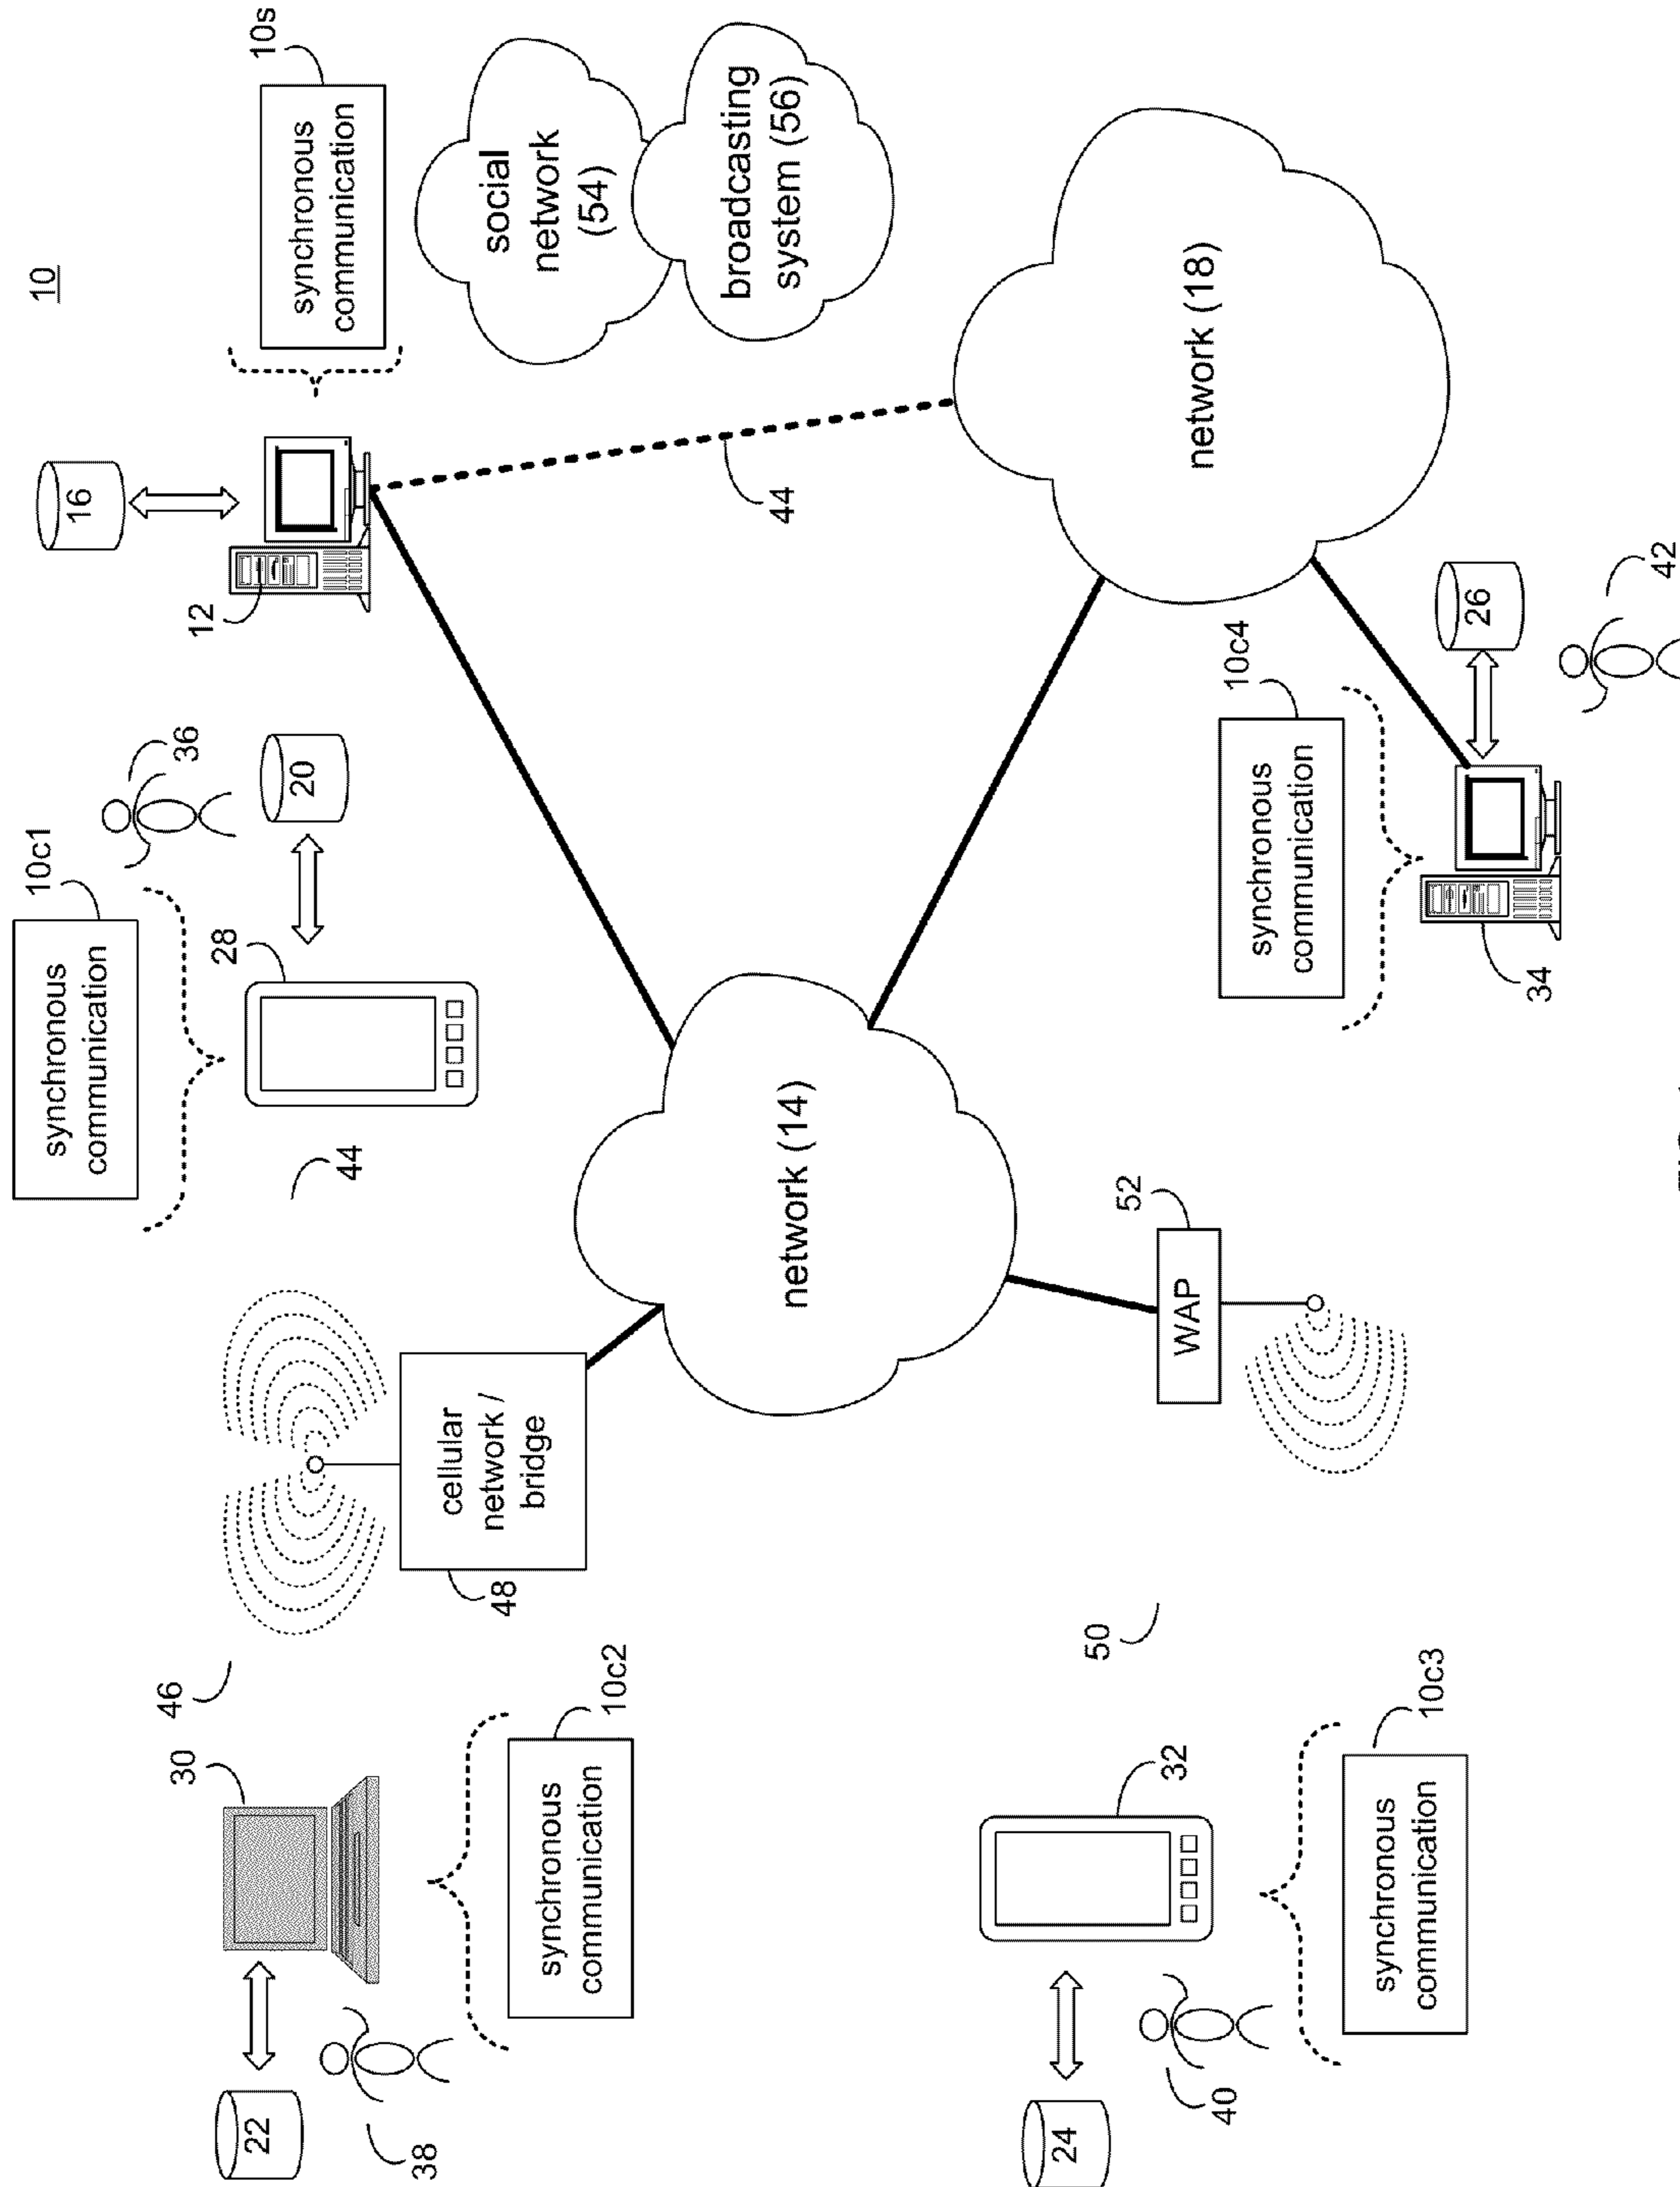 10
synchronous
communication
10c1
16
36
12
10s
synchronous
communication
46
30
28
20
22
38
44
48
cellular
network /
bridge
social
network
(54)
10c2
synchronous
communication
broadcasting
system (56)
44
network (14)
50
52
WAP
32
24
40
network (18)
10c4
synchronous
communication
10c3
synchronous
communication
26
34
42